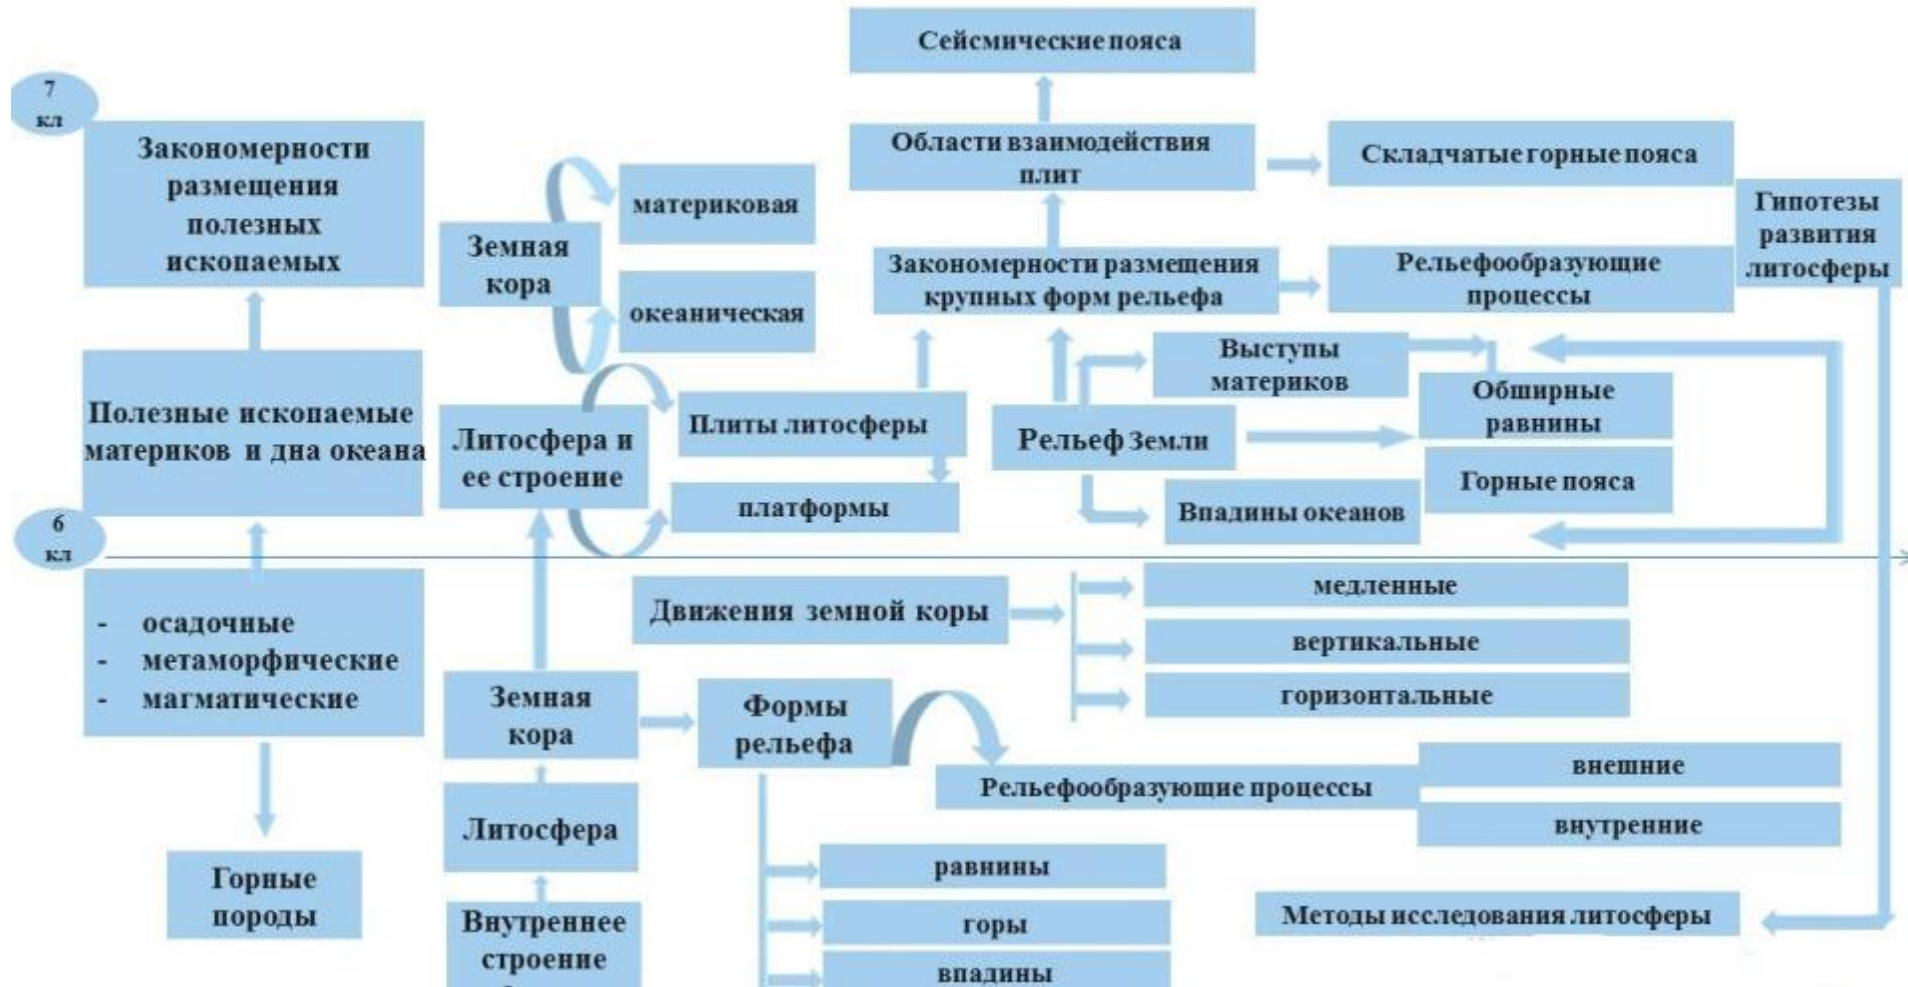 Сейсмические пояса
7
кл
Закономерности
размещения
полезных
ископаемых
Области взаимодействия
плит
Складчатые горные пояса
Гипотезы
развития
литосферы
материковая
Земная
кора
океаническая
Закономерности размещения
крупных форм рельефа
Рельефообразующие
процессы
Выступы
материков
Полезные ископаемые
материков и дна океана
Литосфера и
ее строение
Плиты литосферы
платформы
Рельеф Земли
Обширные
равнины
Горные пояса
Впадины океанов
6
кл
- осадочные
- метаморфические
- магматические
Движения земной коры
медленные
вертикальные
горизонтальные
Земная
кора
Формы
рельефа
Рельефообразующие процессы
внешние
внутренние
Литосфера
равнины
Горные
породы
Внутреннее
строение
горы
впадины
Методы исследования литосферы